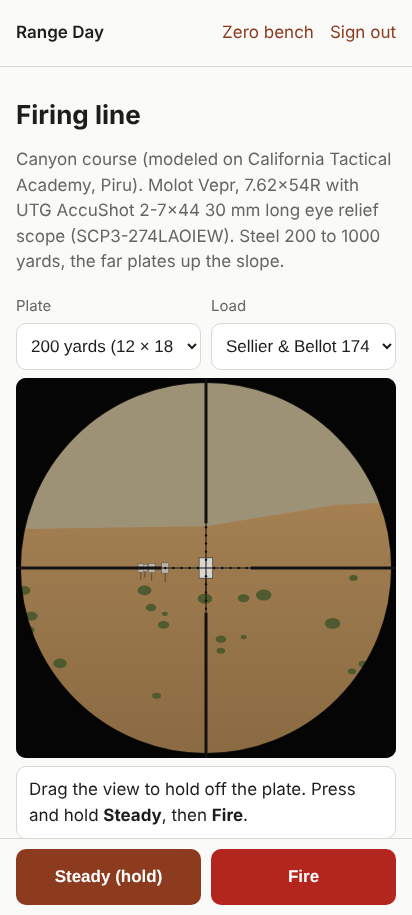 Range Day
Zero bench
Sign out
Firing line
Canyon course (modeled on California Tactical
Academy, Piru). Molot Vepr, 7.62×54R with
UTG AccuShot 2-7×44 30 mm long eye relief
scope (SCP3-274LAOIEW). Steel 200 to 1000
yards, the far plates up the slope.
Plate
Load
200 yards (12 × 18
Sellier & Bellot 174
Drag the view to hold off the plate. Press
and hold Steady, then Fire.
Steady (hold)
Fire